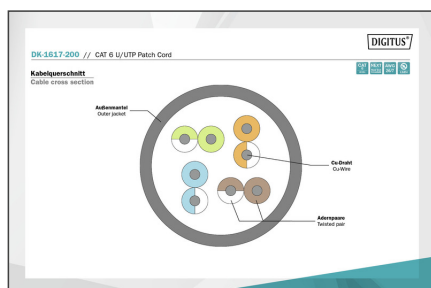 DIGITUS®
DK-1617-200 // CAT 6 U/UTP Patch Cord
Kabelquerschnitt
Cable cross section
Außenmantel
Outer jacket
Cu-Draht
Cu-Wire
Adernpaare
Twisted pair